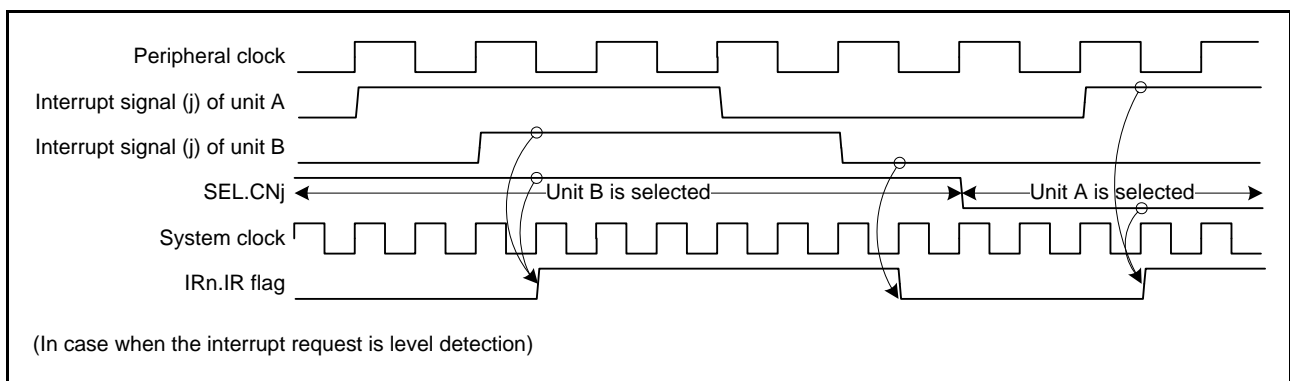 Peripheral clock
Interrupt signal (j) of unit A
Interrupt signal (j) of unit B
SEL.CNj
Unit B is selected
Unit A is selected
System clock
IRn.IR flag
(In case when the interrupt request is level detection)